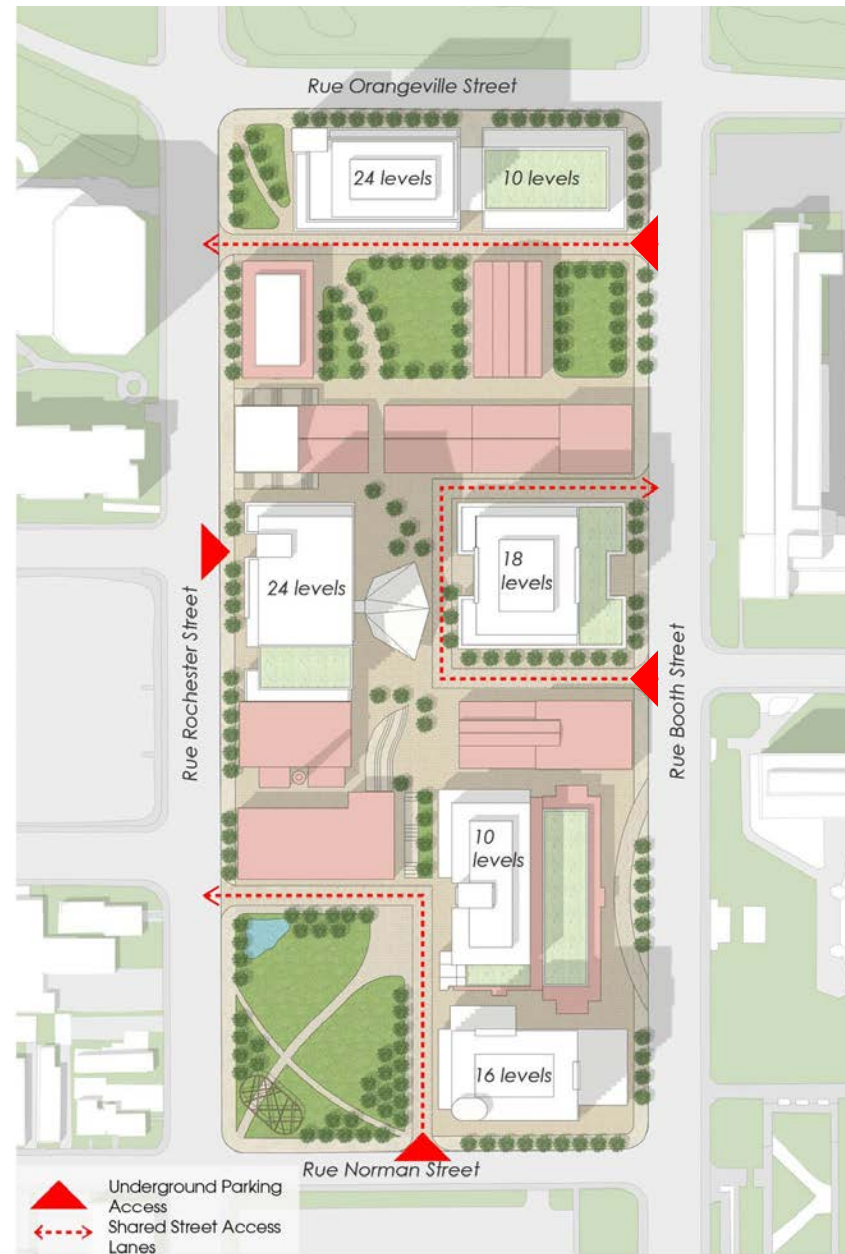 Rue Orangeville Street
24 levels
10 levels
24 levels
18
levels
Rue Rochester Street
Rue Booth Street
10
levels
16 levels
Rue Norman Street
Underground Parking
Access
Shared Street Access
Lanes